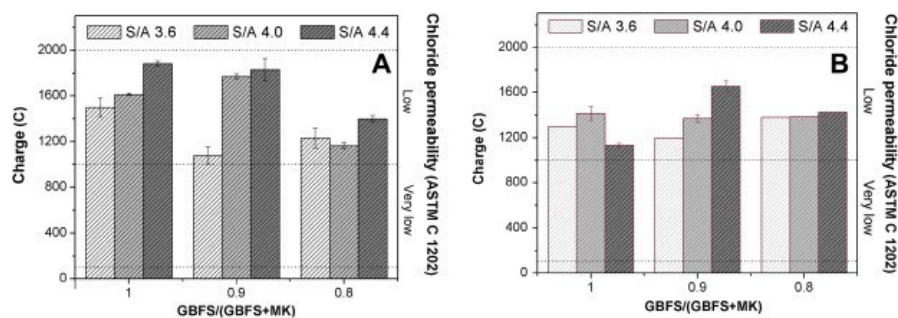 S/A 3.6 S/A 4.0 S/A 4.4
A
2000
1600
1200
800
400
0
Charge (C)
1 0.9 0.8
GBFS/(GBFS+MK)
Low
Very low
Chloride permeability (ASTM C 1202)
S/A 3.6 S/A 4.0 S/A 4.4
B
2000
1600
1200
800
400
0
Charge (C)
1 0.9 0.8
GBFS/(GBFS+MK)
Low
Very low
Chloride permeability (ASTM C 1202)